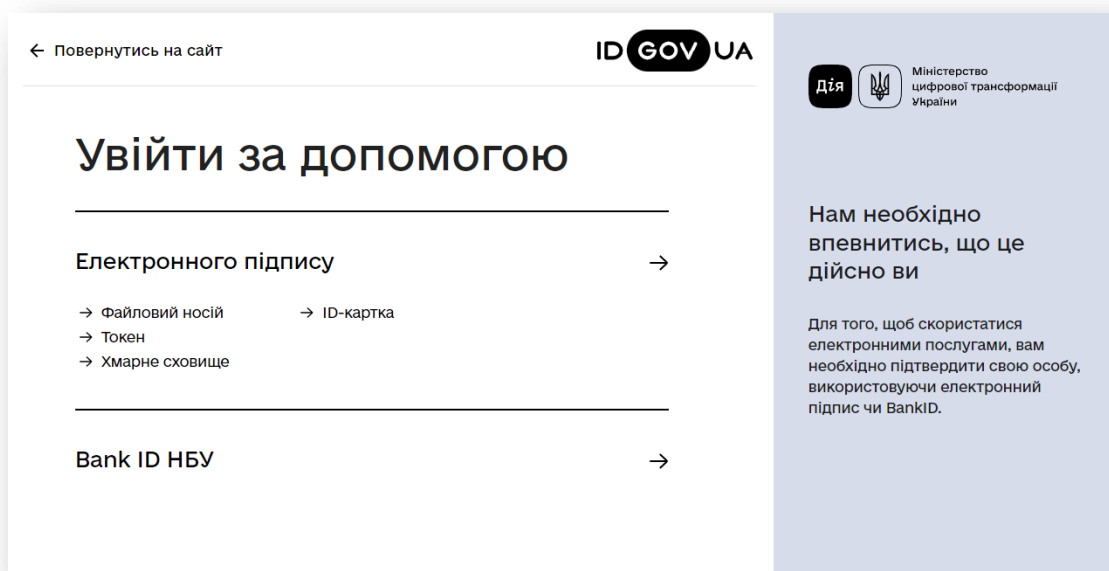 ← Повернутись на сайт
ID GOV UA
Увійти за допомогою
Електронного підпису →
→ Файловий носій → ID-картка
→ Токен
→ Хмарне сховище
Bank ID НБУ →
Дія
Міністерство
цифрової трансформації
України
Нам необхідно
впевнитись, що це
дійсно ви
Для того, щоб скористатися
електронними послугами, вам
необхідно підтвердити свою особу,
використовуючи електронний
підпис чи BankID.